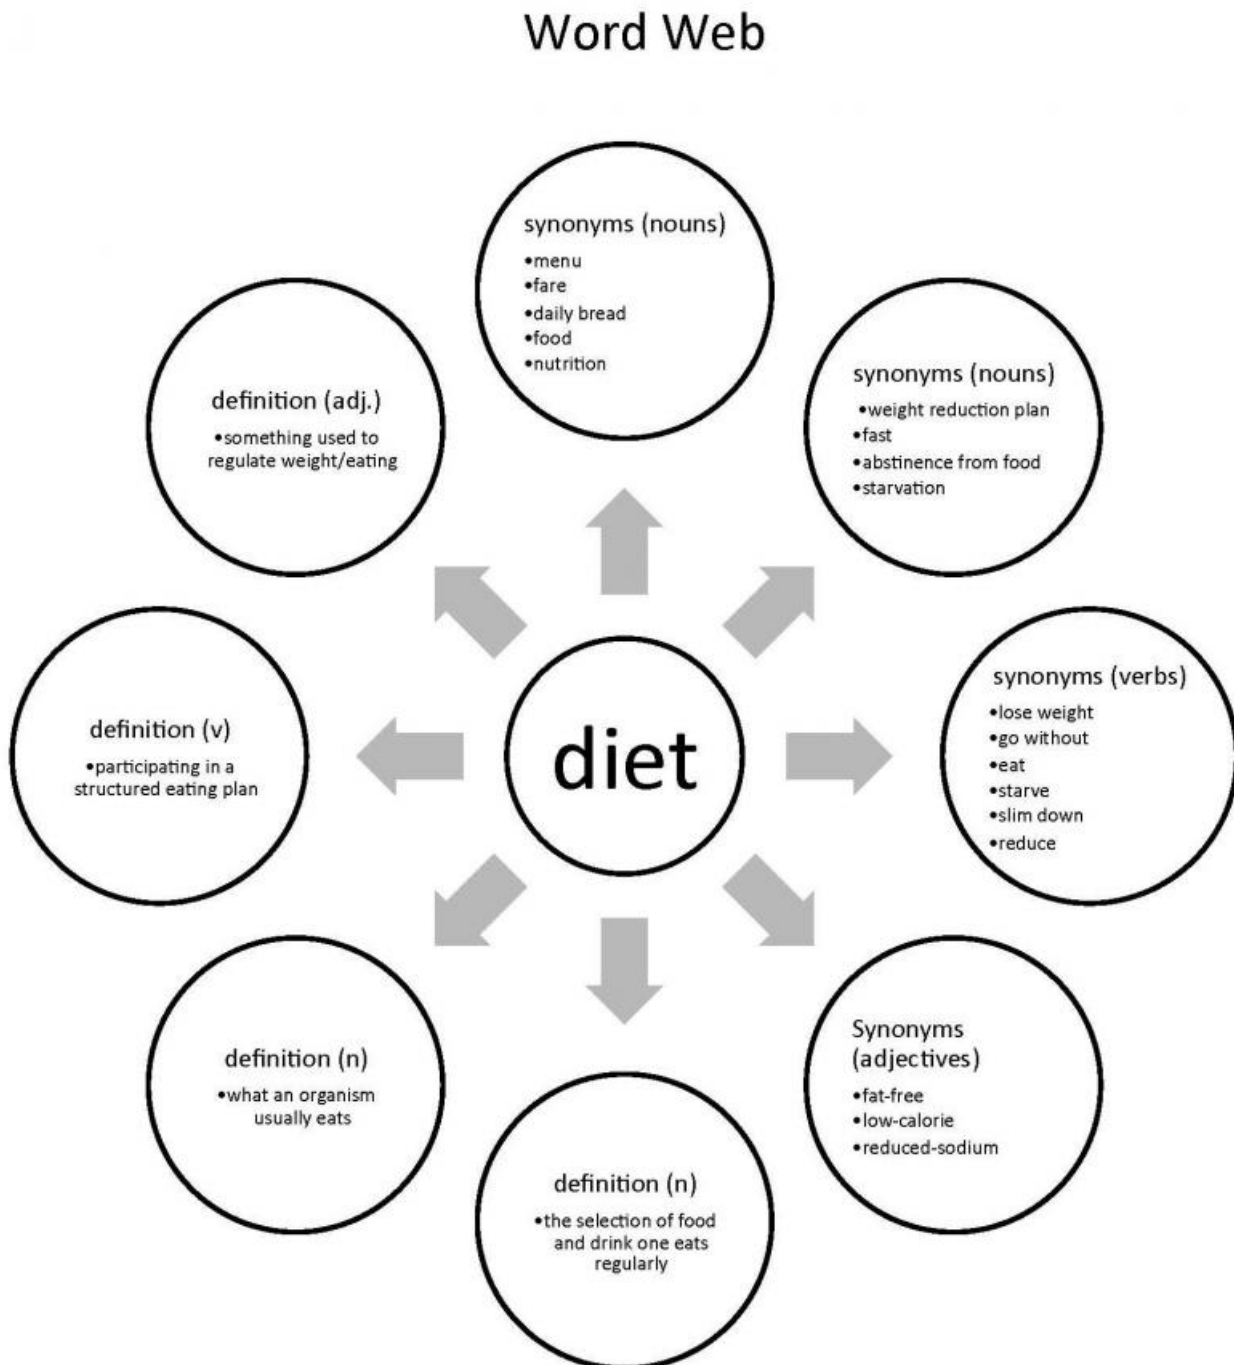 Word Web
synonyms (nouns)
•menu
•fare
•daily bread
•food
•nutrition
synonyms (nouns)
•weight reduction plan
•fast
•abstinence from food
•starvation
synonyms (verbs)
•lose weight
•go without
•eat
•starve
•slim down
•reduce
Synonyms
(adjectives)
•fat-free
•low-calorie
•reduced-sodium
definition (n)
•the selection of food
and drink one eats
regularly
definition (n)
•what an organism
usually eats
definition (v)
•participating in a
structured eating plan
definition (adj.)
•something used to
regulate weight/eating
diet